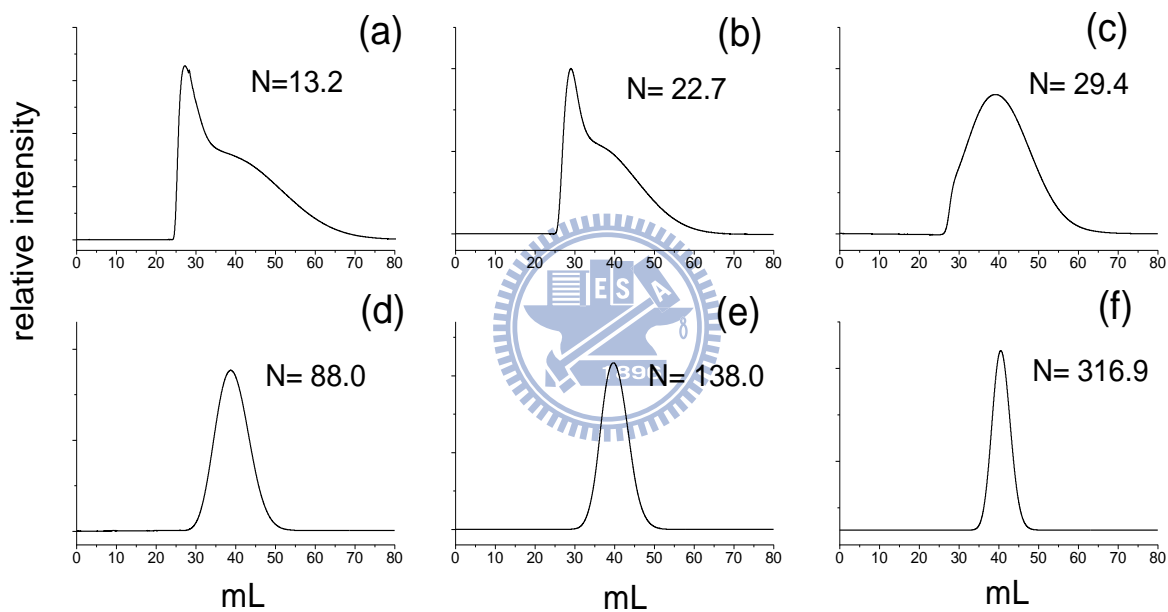 relative intensity
(a)
N=13.2
0 10 20 30 40 50 60 70 80
(b)
N= 22.7
0 10 20 30 40 50 60 70 80
(c)
N= 29.4
0 10 20 30 40 50 60 70 80
(d)
N= 88.0
0 10 20 30 40 50 60 70 80
mL
(e)
N= 138.0
0 10 20 30 40 50 60 70 80
mL
(f)
N= 316.9
0 10 20 30 40 50 60 70 80
mL
E S A
1896